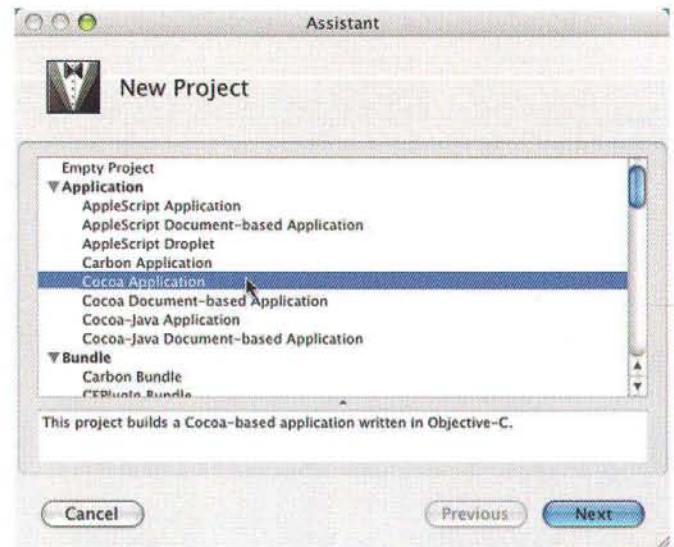 Assistant
New Project
Empty Project
Application
AppleScript Application
AppleScript Document-based Application
AppleScript Droplet
Carbon Application
Cocoa Application
Cocoa Document-based Application
Cocoa-Java Application
Cocoa-Java Document-based Application
Bundle
Carbon Bundle
CFPlugIn Bundle
This project builds a Cocoa-based application written in Objective-C.
Cancel
Previous
Next